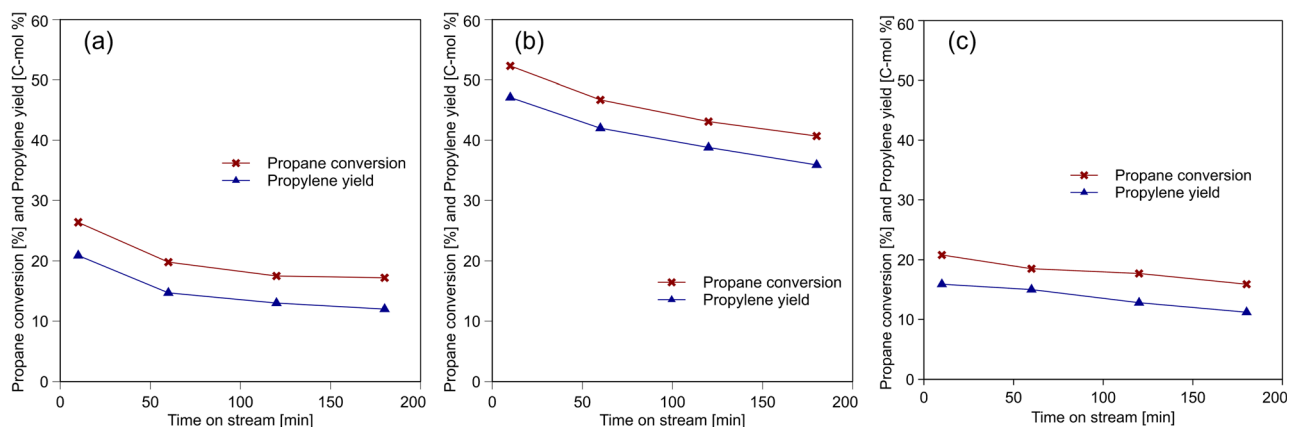 (a)
Propane conversion [%] and Propylene yield [C-mol %]
60
50
40
30
20
10
0
Propane conversion
Propylene yield
0 50 100 150 200
Time on stream [min]
(b)
Propane conversion [%] and Propylene yield [C-mol %]
60
50
40
30
20
10
0
Propane conversion
Propylene yield
0 50 100 150 200
Time on stream [min]
(c)
Propane conversion [%] and Propylene yield [C-mol %]
60
50
40
30
20
10
0
Propane conversion
Propylene yield
0 50 100 150 200
Time on stream [min]